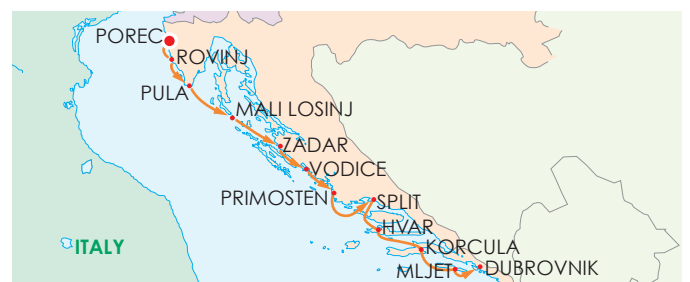 POREC
ROVINJ
PULA
MALI LOSINJ
ZADAR
VODICE
PRIMOSTEN
SPLIT
HVAR
ITALY
KORCULA
MLJET
DUBROVNIK